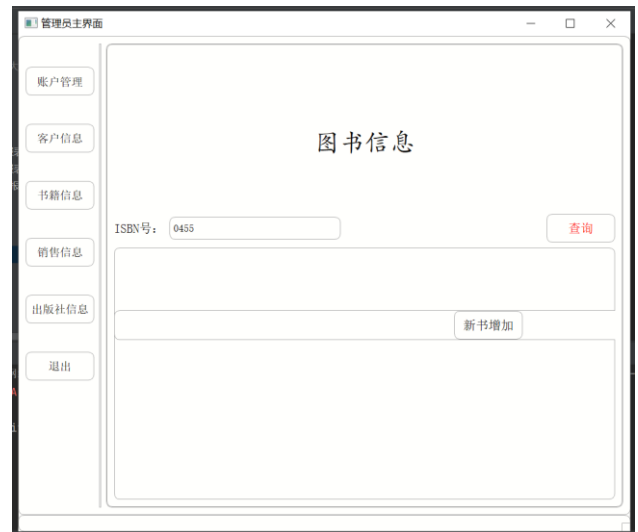 管理员主界面
账户管理
客户信息
书籍信息
销售信息
出版社信息
退出
图书信息
ISBN号： 0455 查询
新书增加